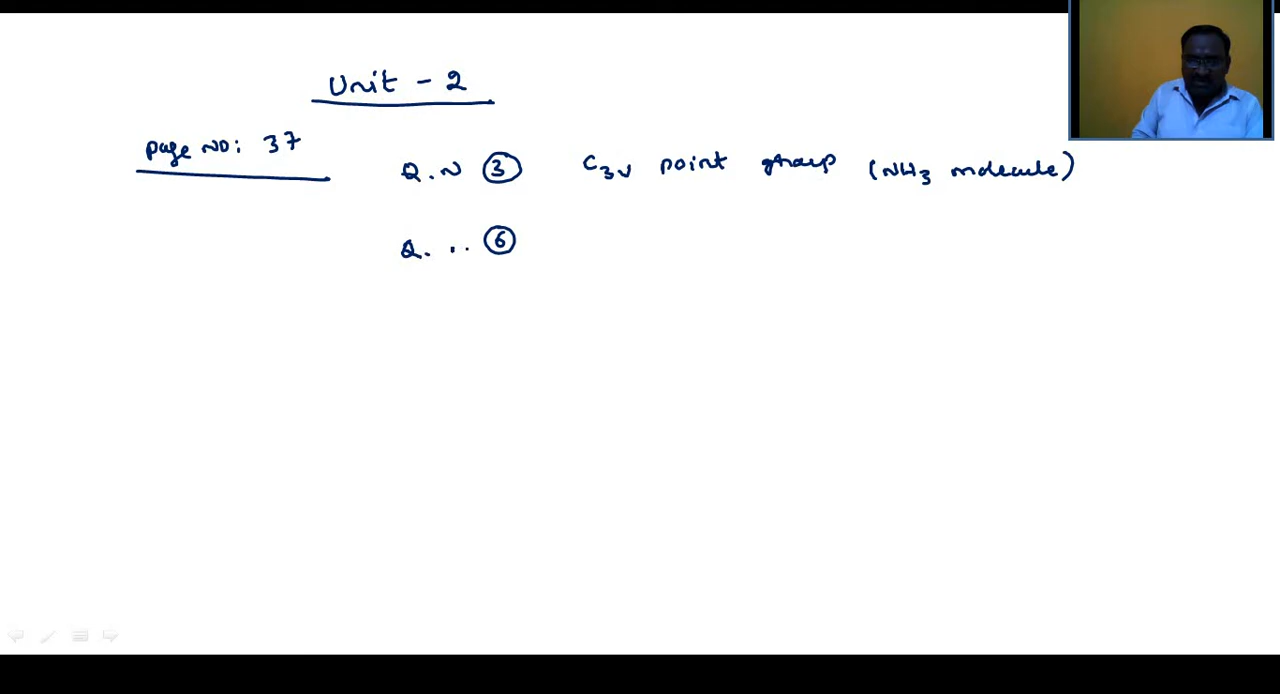 Unit - 2
page NO: 37
Q.N ③ C₃ᵥ point group (NH₃ molecule)
Q. .. ⑥